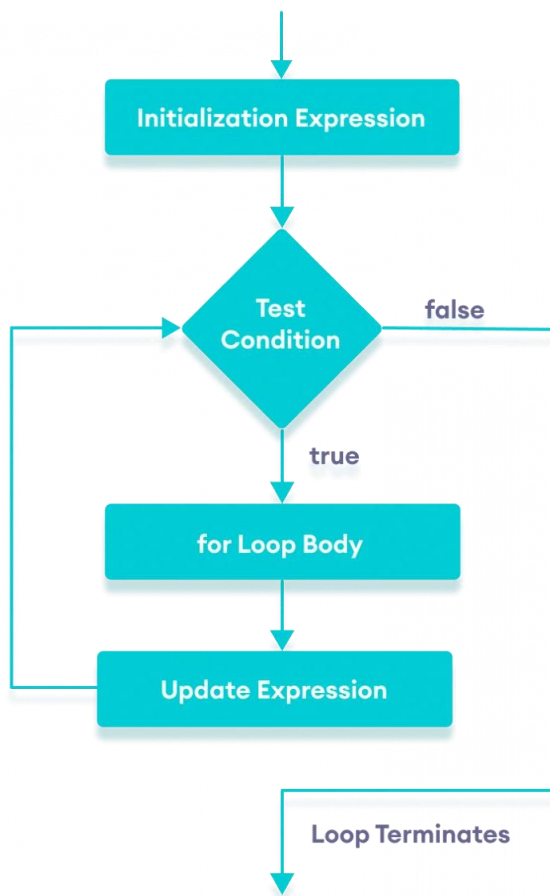 Initialization Expression
Test
Condition
false
true
for Loop Body
Update Expression
Loop Terminates